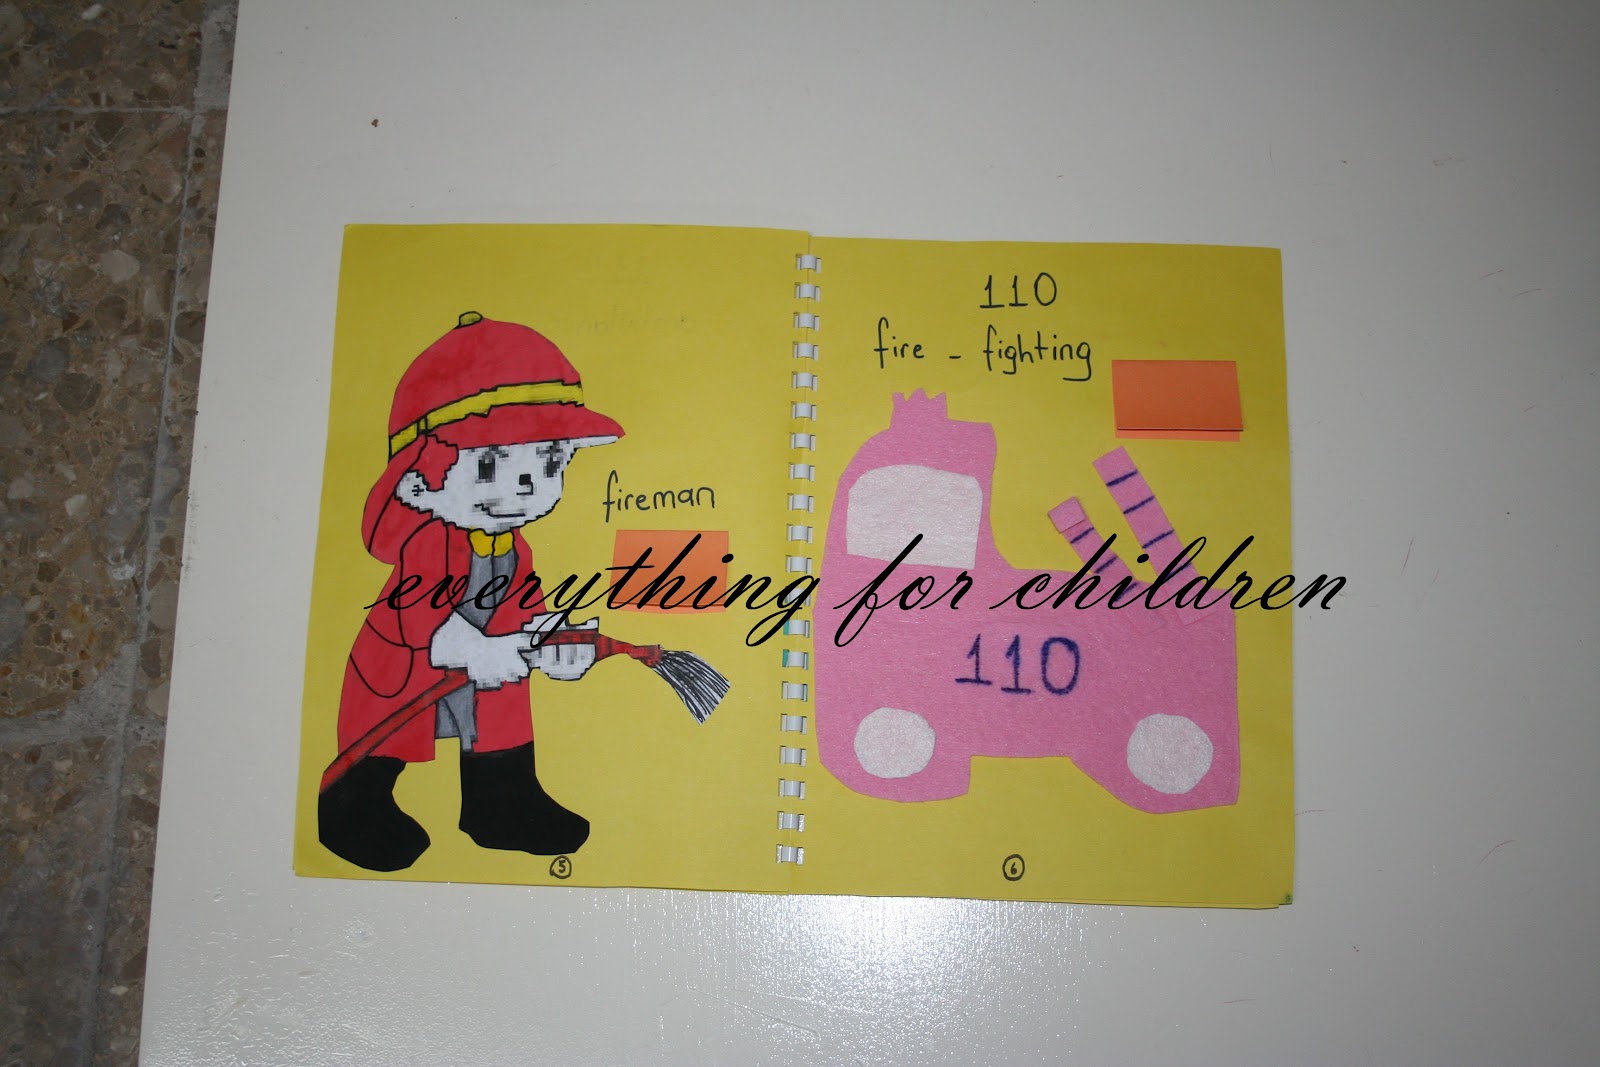 fireman
5
110
fire - fighting
110
6
everything for children